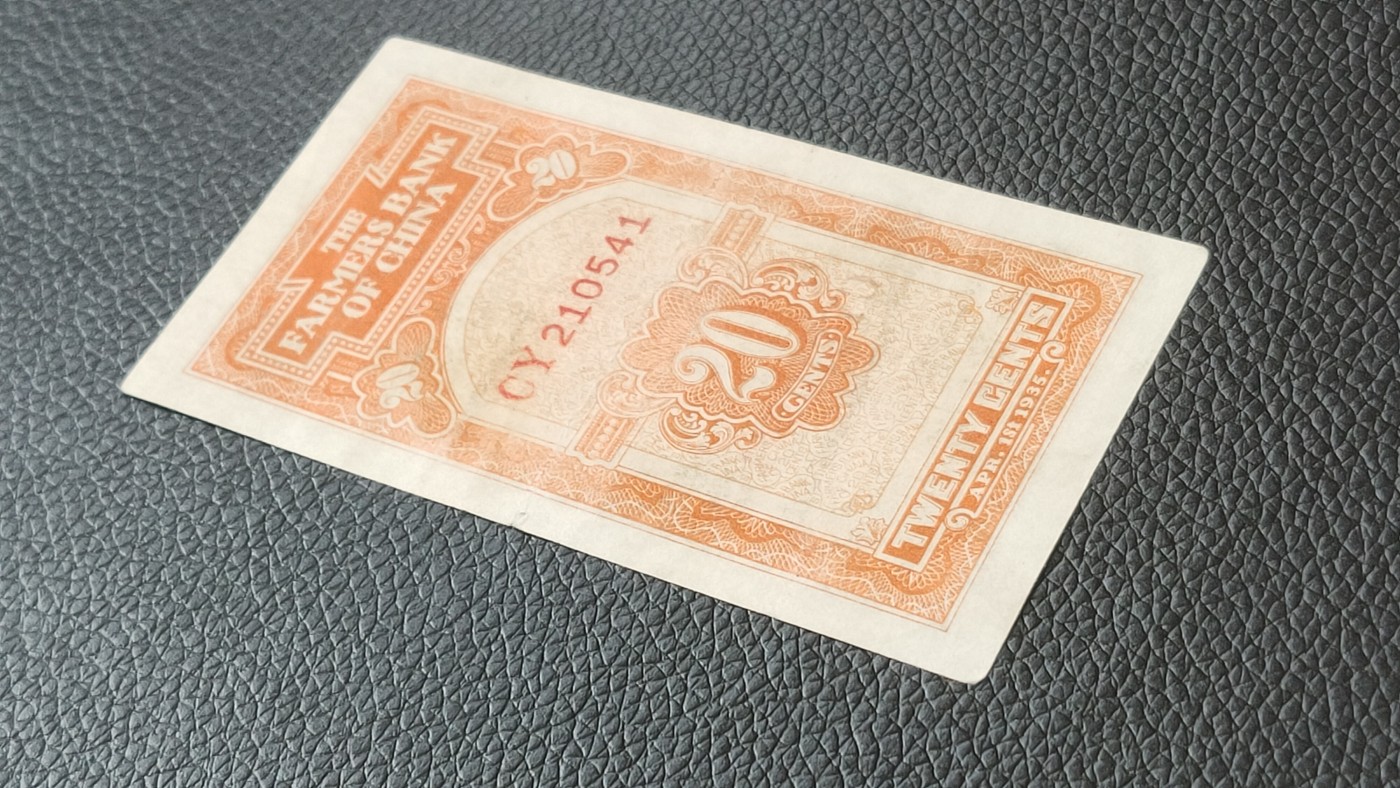 THE
FARMERS BANK
OF CHINA
20
20
CY210541
20
CENTS
TWENTY CENTS
APR. 1st 1935.